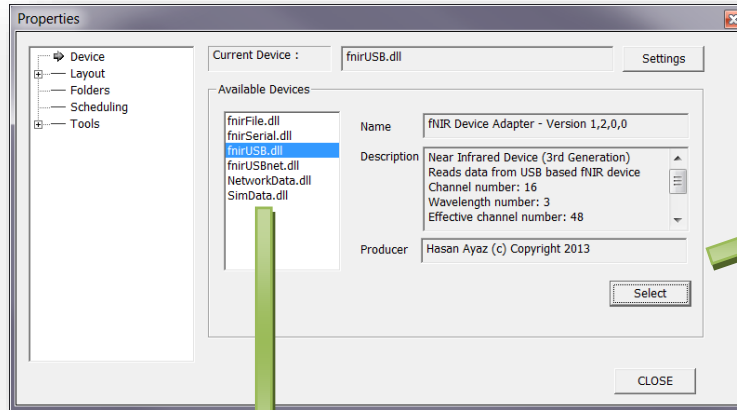 Properties
Device
Layout
Folders
Scheduling
Tools
Current Device :
fnirUSB.dll
Settings
Available Devices
fnirFile.dll
fnirSerial.dll
fnirUSB.dll
fnirUSBnet.dll
NetworkData.dll
SimData.dll
Name
fNIR Device Adapter - Version 1,2,0,0
Description
Near Infrared Device (3rd Generation)
Reads data from USB based fNIR device
Channel number: 16
Wavelength number: 3
Effective channel number: 48
Producer
Hasan Ayaz (c) Copyright 2013
Select
CLOSE